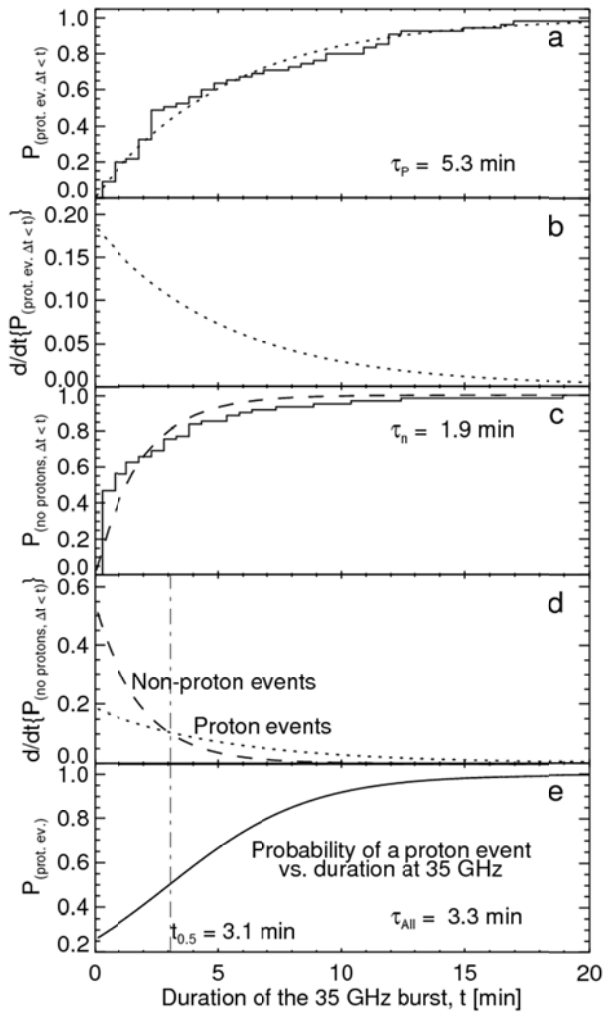 P(prot. ev. Δt < t)
1.0
0.8
0.6
0.4
0.2
0.0
a
τP = 5.3 min
d/dt{P(prot. ev. Δt < t)}
0.20
0.15
0.10
0.05
0.00
b
P(no protons, Δt < t)
1.0
0.8
0.6
0.4
0.2
0.0
c
τn = 1.9 min
d/dt{P(no protons, Δt < t)}
0.6
0.4
0.2
0.0
d
Non-proton events
Proton events
P(prot. ev.)
1.0
0.8
0.6
0.4
0.2
e
Probability of a proton event
vs. duration at 35 GHz
t0.5 = 3.1 min
τAll = 3.3 min
0 5 10 15 20
Duration of the 35 GHz burst, t [min]